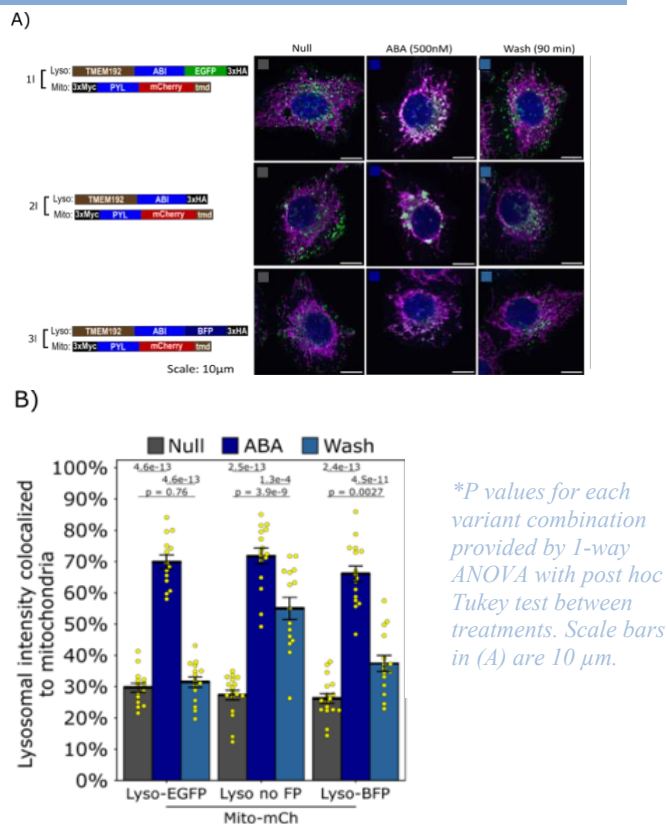 A)
Null ABA (500nM) Wash (90 min)
1I [ Lyso: TMEM192 ABI EGFP 3xHA
Mito: 3xMyc PYL mCherry tmd
2I [ Lyso: TMEM192 ABI 3xHA
Mito: 3xMyc PYL mCherry tmd
3I [ Lyso: TMEM192 ABI BFP 3xHA
Mito: 3xMyc PYL mCherry tmd
Scale: 10µm
B)
Null ABA Wash
4.6e-13 2.5e-13 2.4e-13
4.6e-13 1.3e-4 4.5e-11
p = 0.76 p = 3.9e-9 p = 0.0027
100%
90%
80%
70%
60%
50%
40%
30%
20%
10%
0%
Lysosomal intensity colocalized
to mitochondria
Lyso-EGFP Lyso no FP Lyso-BFP
Mito-mCh
*P values for each
variant combination
provided by 1-way
ANOVA with post hoc
Tukey test between
treatments. Scale bars
in (A) are 10 µm.